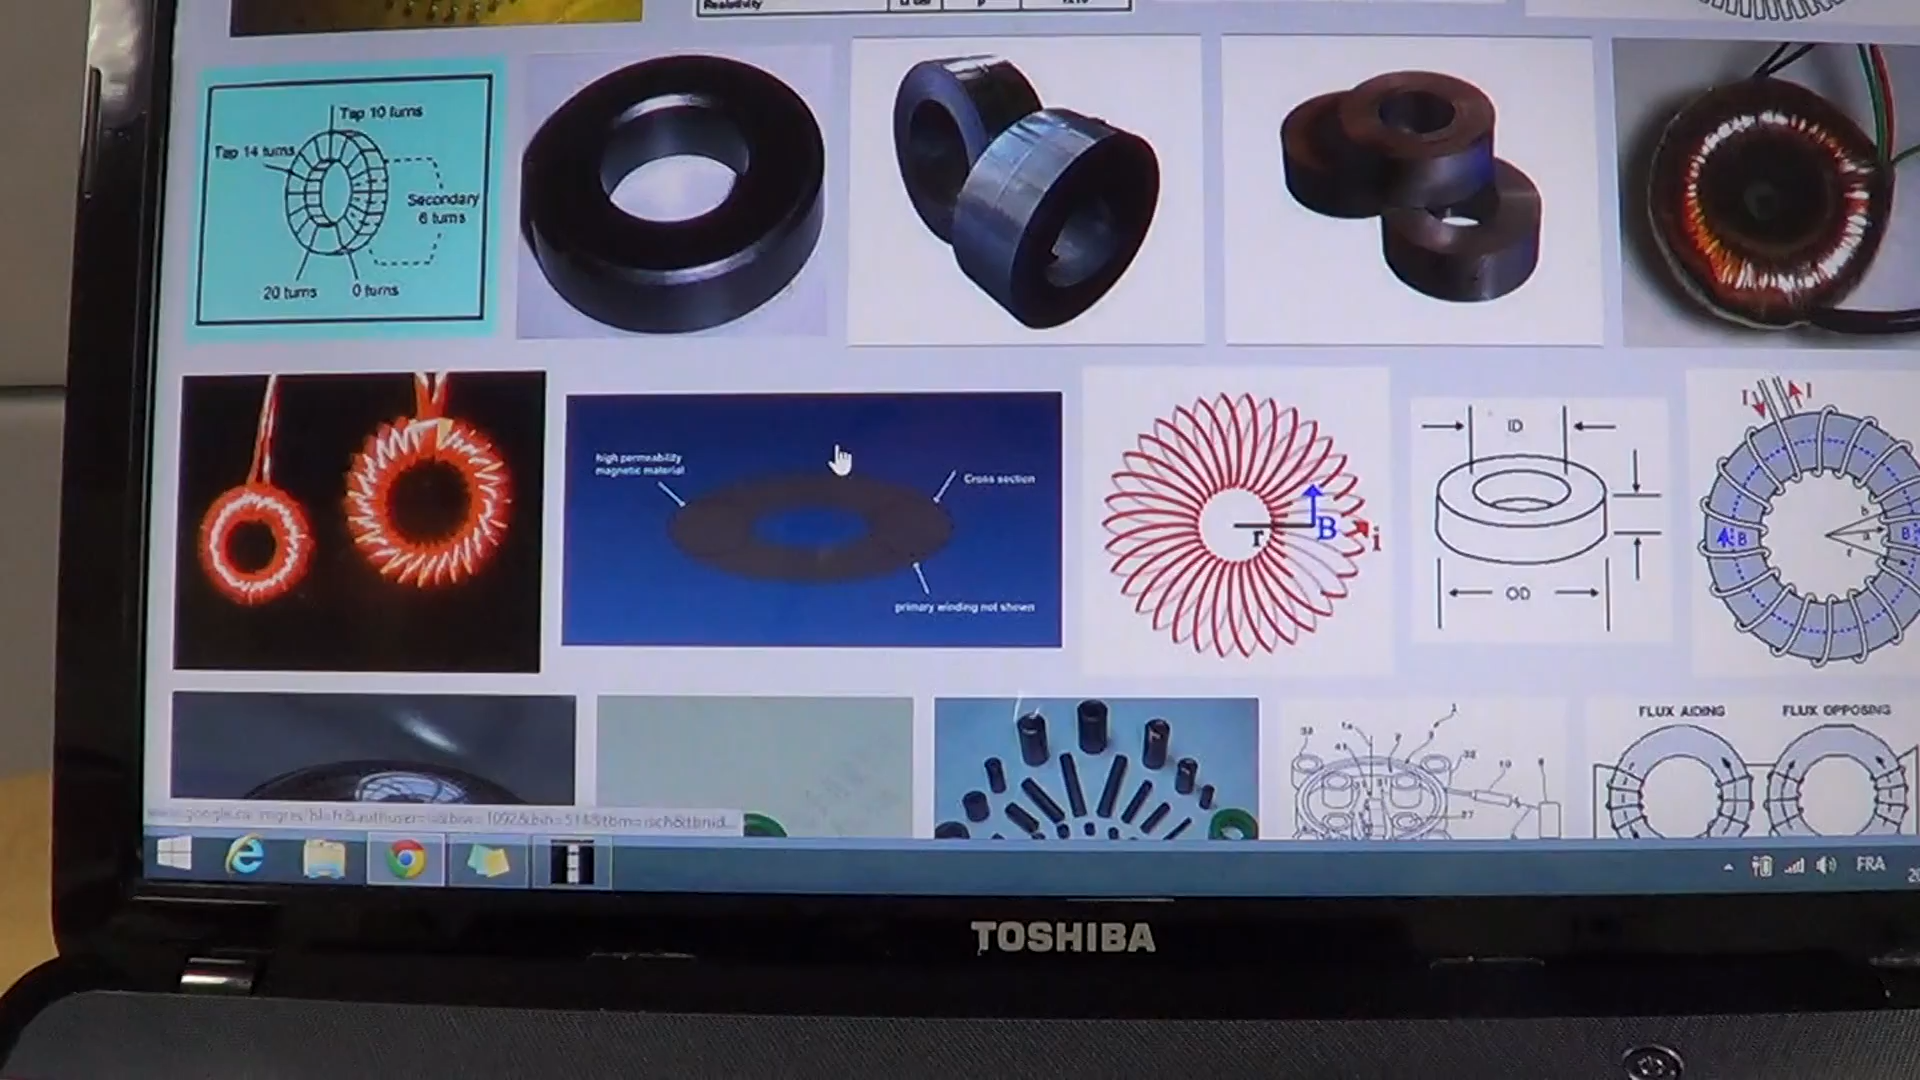 Resistivity
Tap 10 turns
Tap 14 turns
Secondary
6 turns
20 turns
0 turns
high permeability
magnetic material
Cross section
primary winding not shown
r
B
i
ID
OD
I
I
B
B
FLUX AIDING
FLUX OPPOSING
FRA
TOSHIBA